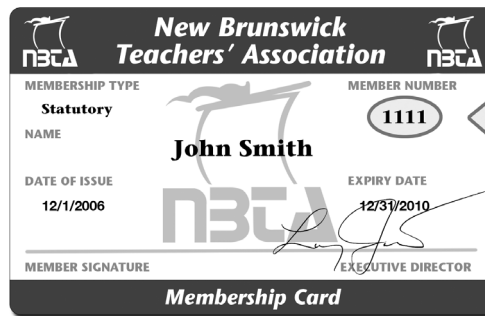 New Brunswick
NBTA Teachers' Association NBTA
MEMBERSHIP TYPE MEMBER NUMBER
Statutory 1111
NAME
John Smith
DATE OF ISSUE EXPIRY DATE
12/1/2006 12/31/2010
NBTA
MEMBER SIGNATURE EXECUTIVE DIRECTOR
Membership Card